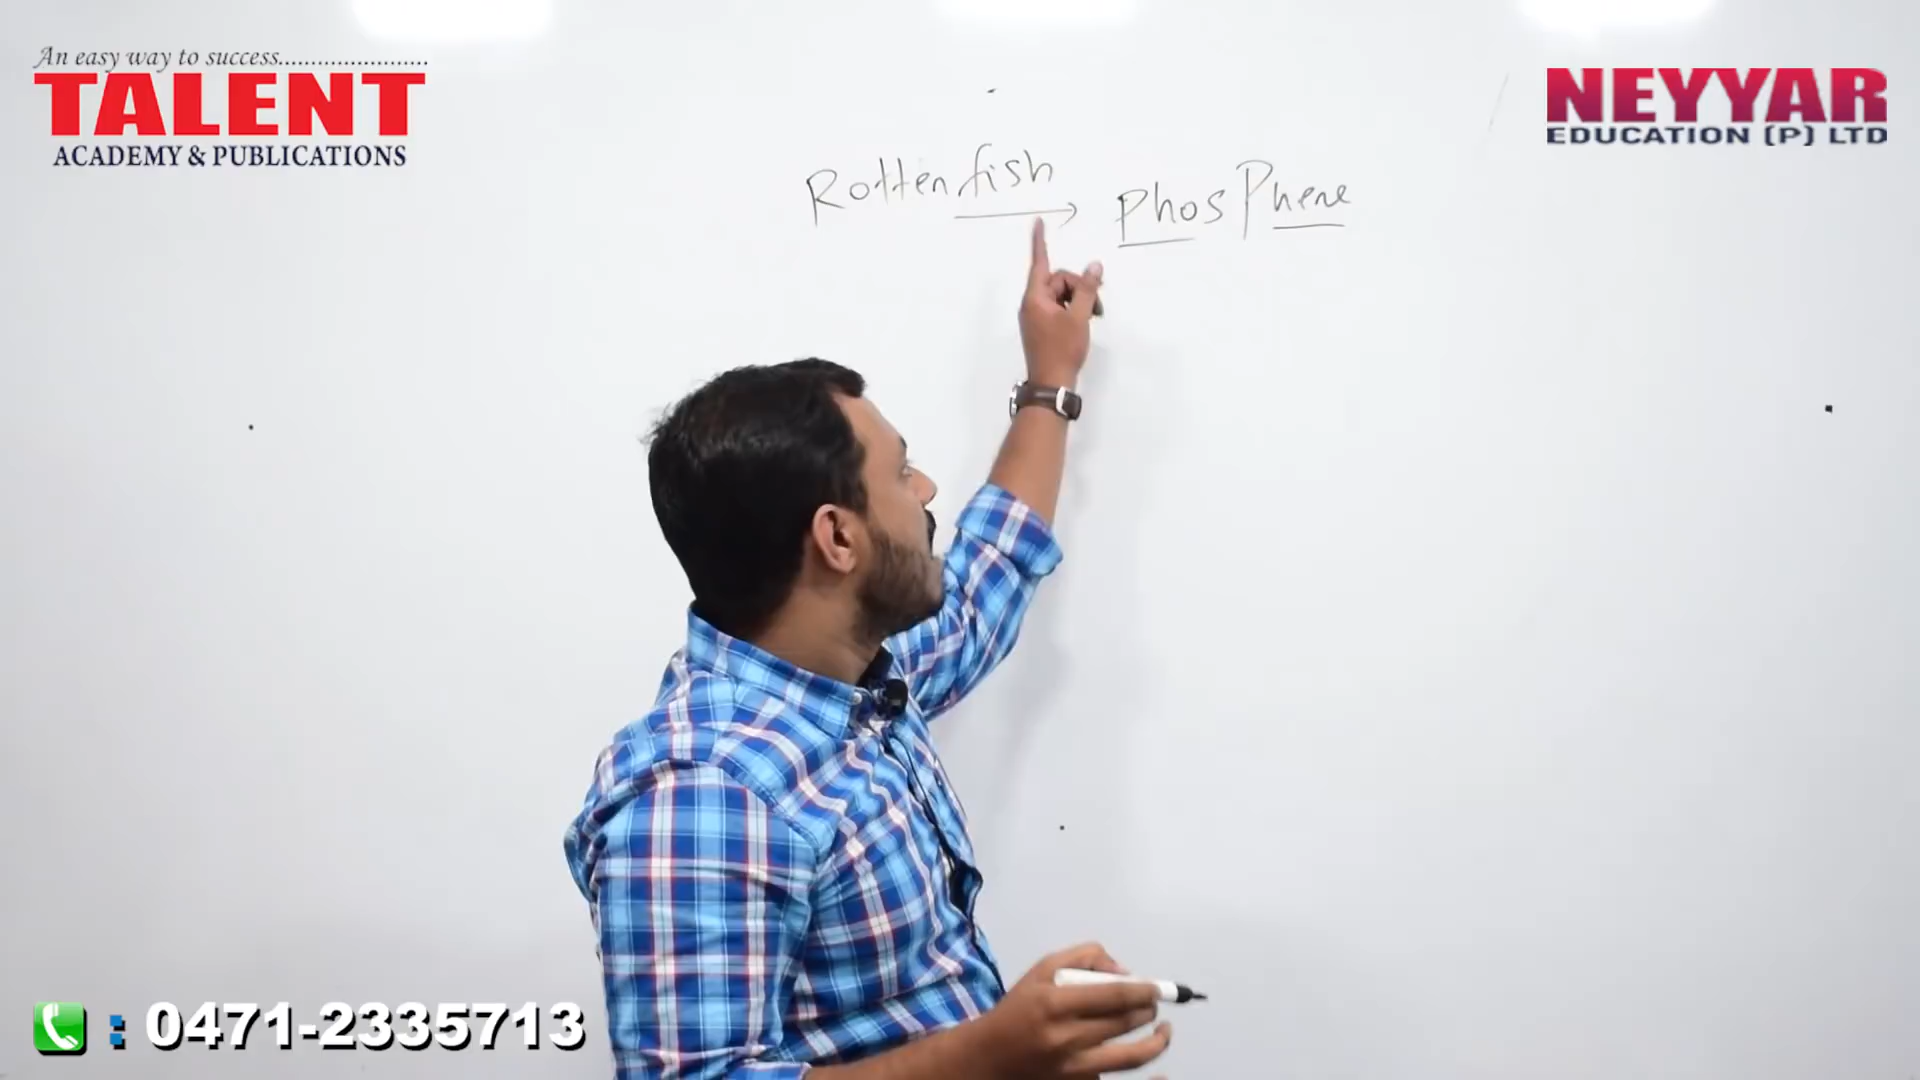 An easy way to success........................
TALENT
ACADEMY & PUBLICATIONS
NEYYAR
EDUCATION (P) LTD
Rotten fish → PhosPhene
: 0471-2335713